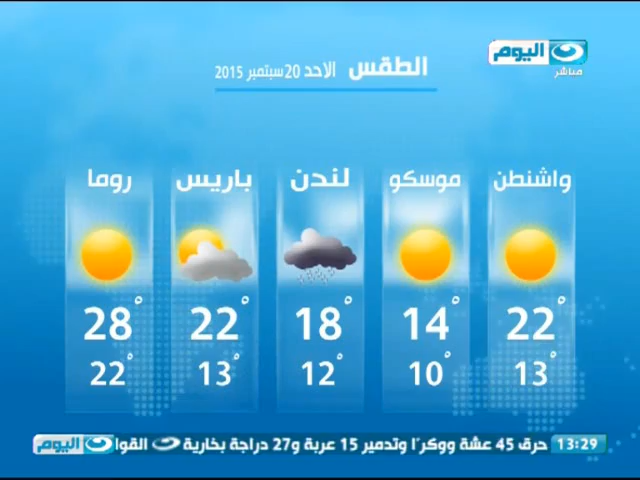 اليوم
مباشر
الطقس الاحد 20 سبتمبر 2015
واشنطن موسكو لندن باريس روما
22° 14° 18° 22° 28°
13° 10° 12° 13° 22°
13:29 حرق 45 عشة ووكرًا وتدمير 15 عربة و27 دراجة بخارية القوا اليوم